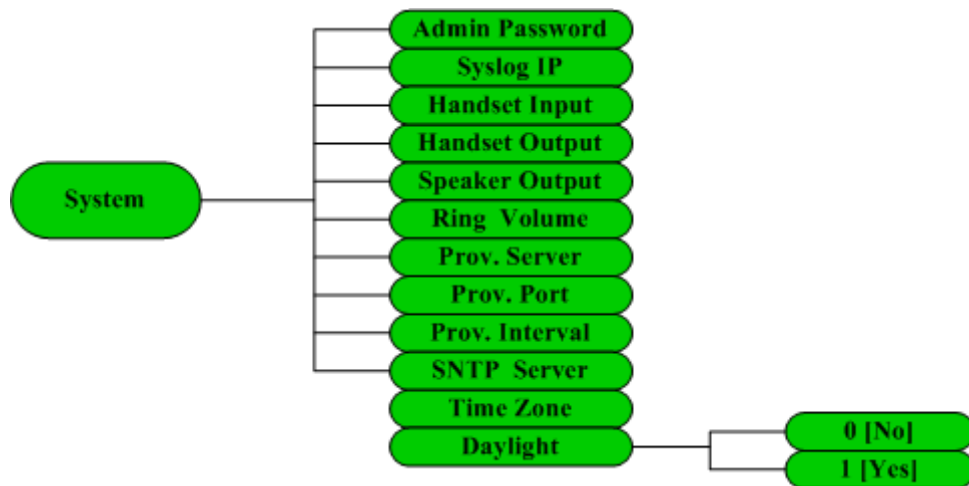 System
Admin Password
Syslog IP
Handset Input
Handset Output
Speaker Output
Ring Volume
Prov. Server
Prov. Port
Prov. Interval
SNTP Server
Time Zone
Daylight
0 [No]
1 [Yes]